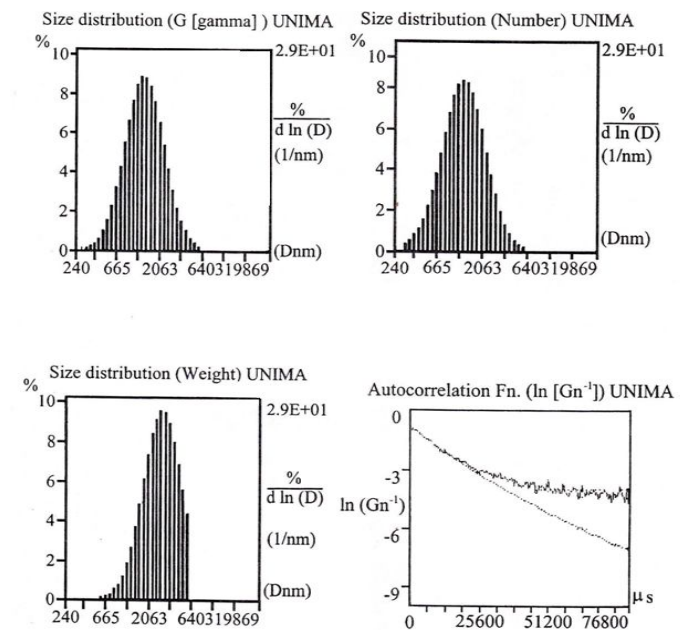 Size distribution (G [gamma] ) UNIMA
%
10
8
6
4
2
0
240 665 2063 640319869
2.9E+01
%
d ln (D)
(1/nm)
(Dnm)
Size distribution (Number) UNIMA
%
10
8
6
4
2
0
240 665 2063 640319869
2.9E+01
%
d ln (D)
(1/nm)
(Dnm)
Size distribution (Weight) UNIMA
%
10
8
6
4
2
0
240 665 2063 640319869
2.9E+01
%
d ln (D)
(1/nm)
(Dnm)
Autocorrelation Fn. (ln [Gn⁻¹]) UNIMA
0
-3
ln (Gn⁻¹)
-6
-9
0 25600 51200 76800
μs